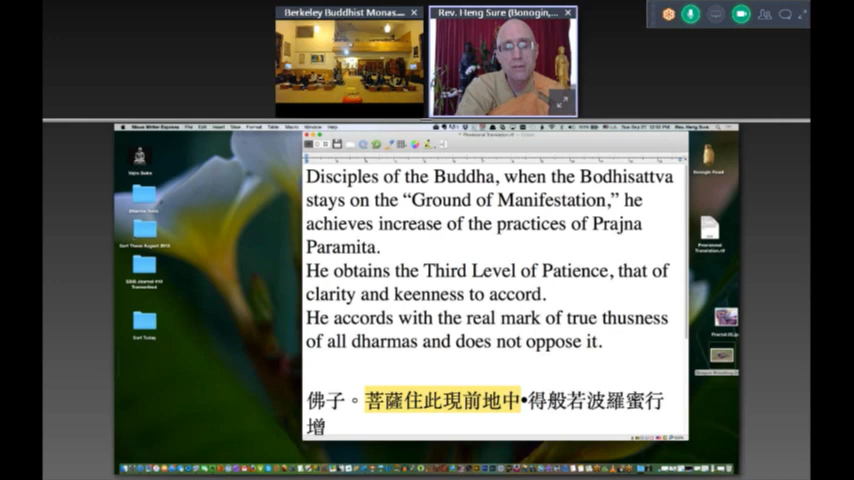 Berkeley Buddhist Monas...
Rev. Heng Sure (Bonogin,...
Disciples of the Buddha, when the Bodhisattva
stays on the “Ground of Manifestation,” he
achieves increase of the practices of Prajna
Paramita.
He obtains the Third Level of Patience, that of
clarity and keenness to accord.
He accords with the real mark of true thusness
of all dharmas and does not oppose it.
佛子。菩薩住此現前地中•得般若波羅蜜行
增
Sort Today